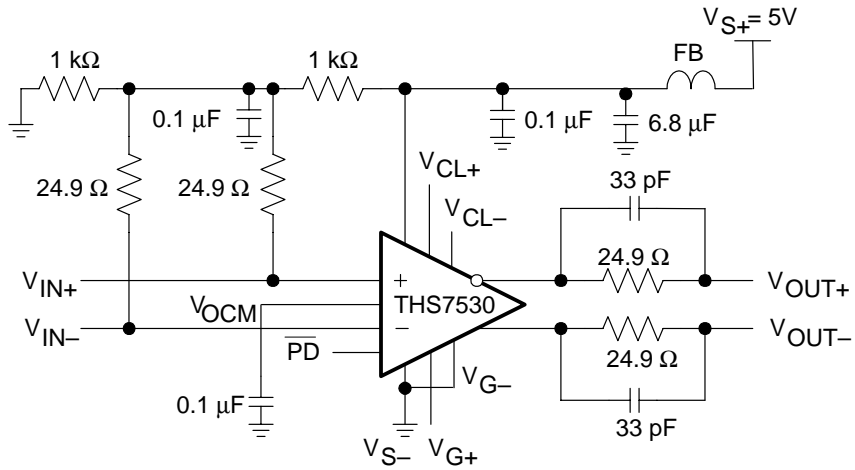 V_S+ = 5V
1 kΩ
1 kΩ
FB
0.1 µF
0.1 µF
6.8 µF
24.9 Ω
24.9 Ω
V_CL+
V_CL–
33 pF
24.9 Ω
V_IN+
+
THS7530
V_OUT+
V_OCM
V_IN–
–
V_OUT–
P̅D̅
24.9 Ω
V_G–
0.1 µF
33 pF
V_S–
V_G+